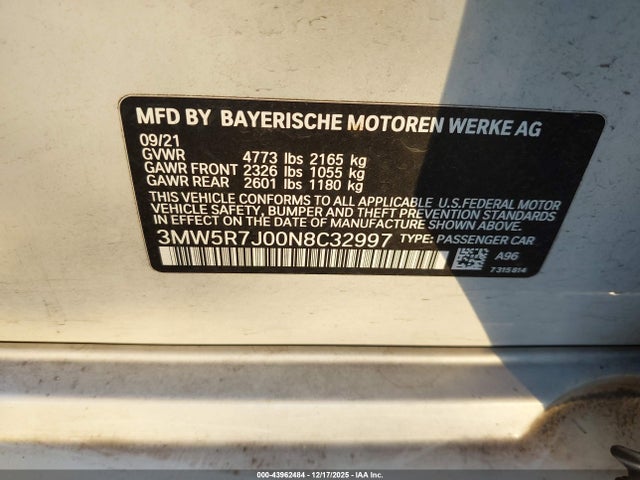 MFD BY BAYERISCHE MOTOREN WERKE AG
09/21
GVWR 4773 lbs 2165 kg
GAWR FRONT 2326 lbs 1055 kg
GAWR REAR 2601 lbs 1180 kg
THIS VEHICLE CONFORMS TO ALL APPLICABLE U.S.FEDERAL MOTOR
VEHICLE SAFETY, BUMPER AND THEFT PREVENTION STANDARDS
IN EFFECT ON THE DATE OF MANUFACTURE SHOWN ABOVE.
3MW5R7J00N8C32997 TYPE: PASSENGER CAR
A96
7315814
000-43962484 - 12/17/2025 - IAA Inc.